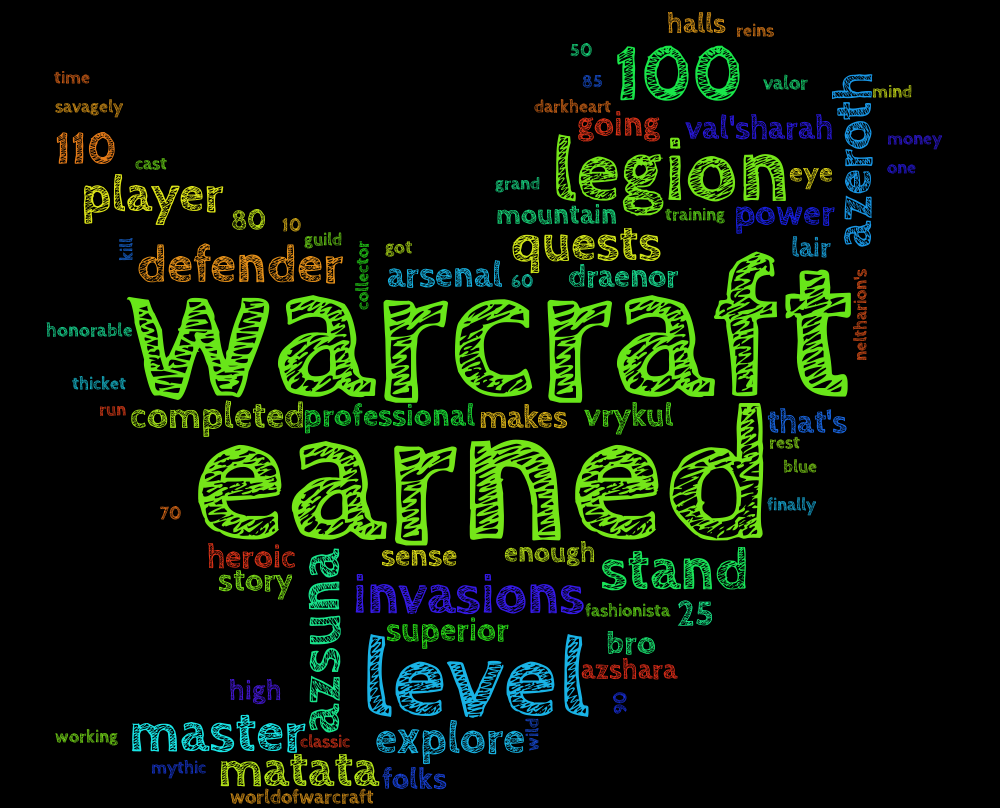 halls
reins
50
100
time
85
valor
azeroth
mind
savagely
darkheart
going
val'sharah
money
110
cast
legion
eye
one
player
grand
mountain
training
power
80
10
kill
defender
guild
collector
got
quests
lair
arsenal
60
draenor
neltharion's
honorable
warcraft
thicket
run
completed
professional
makes
vrykul
that's
rest
earned
blue
finally
70
heroic
azsuna
sense
enough
stand
story
invasions
fashionista
25
superior
bro
level
azshara
high
90
working
master
classic
explore
wild
mythic
matata
folks
worldofwarcraft